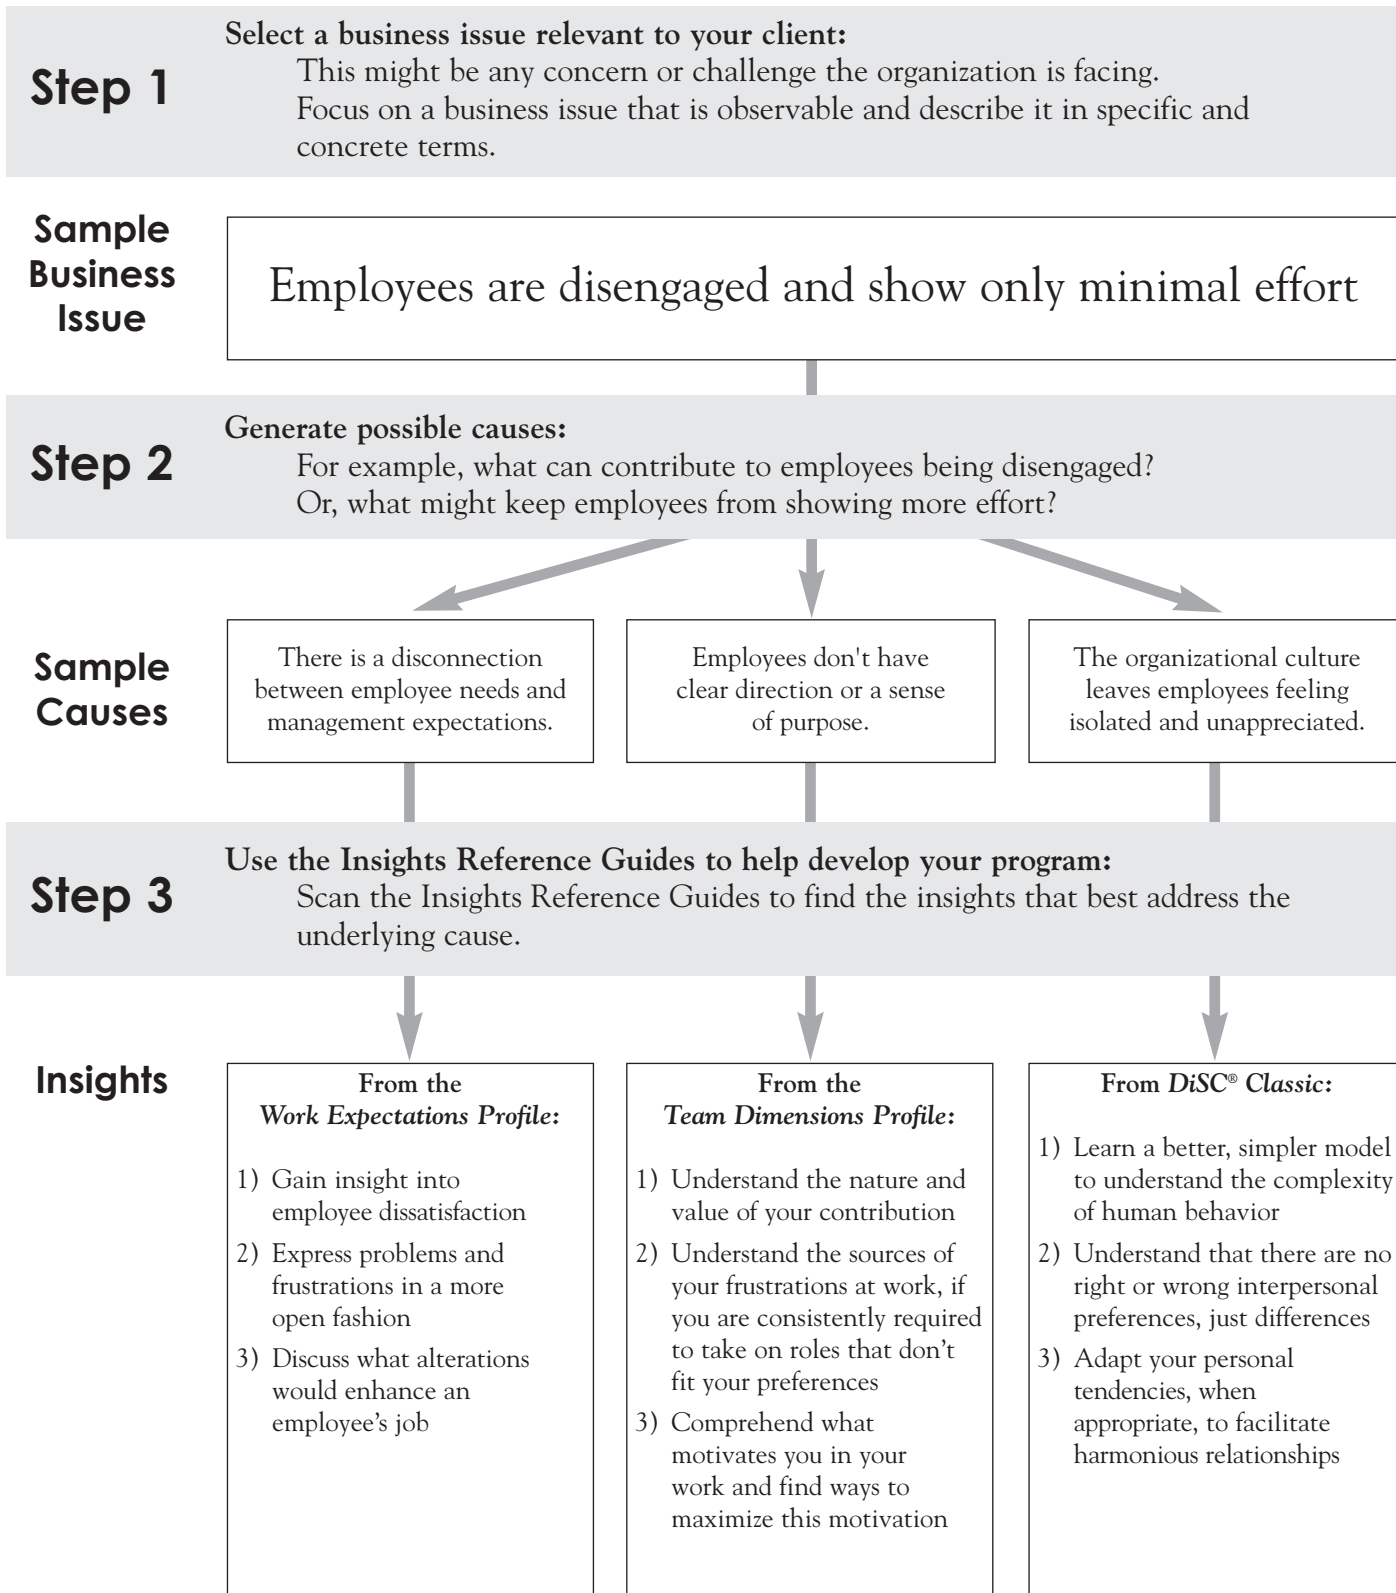 Step 1
Select a business issue relevant to your client:
This might be any concern or challenge the organization is facing.
Focus on a business issue that is observable and describe it in specific and
concrete terms.
Sample
Business
Issue
Employees are disengaged and show only minimal effort
Step 2
Generate possible causes:
For example, what can contribute to employees being disengaged?
Or, what might keep employees from showing more effort?
Sample
Causes
There is a disconnection
between employee needs and
management expectations.
Employees don't have
clear direction or a sense
of purpose.
The organizational culture
leaves employees feeling
isolated and unappreciated.
Step 3
Use the Insights Reference Guides to help develop your program:
Scan the Insights Reference Guides to find the insights that best address the
underlying cause.
Insights
From the
Work Expectations Profile:
1) Gain insight into
employee dissatisfaction
2) Express problems and
frustrations in a more
open fashion
3) Discuss what alterations
would enhance an
employee’s job
From the
Team Dimensions Profile:
1) Understand the nature and
value of your contribution
2) Understand the sources of
your frustrations at work, if
you are consistently required
to take on roles that don’t
fit your preferences
3) Comprehend what
motivates you in your
work and find ways to
maximize this motivation
From DiSC® Classic:
1) Learn a better, simpler model
to understand the complexity
of human behavior
2) Understand that there are no
right or wrong interpersonal
preferences, just differences
3) Adapt your personal
tendencies, when
appropriate, to facilitate
harmonious relationships